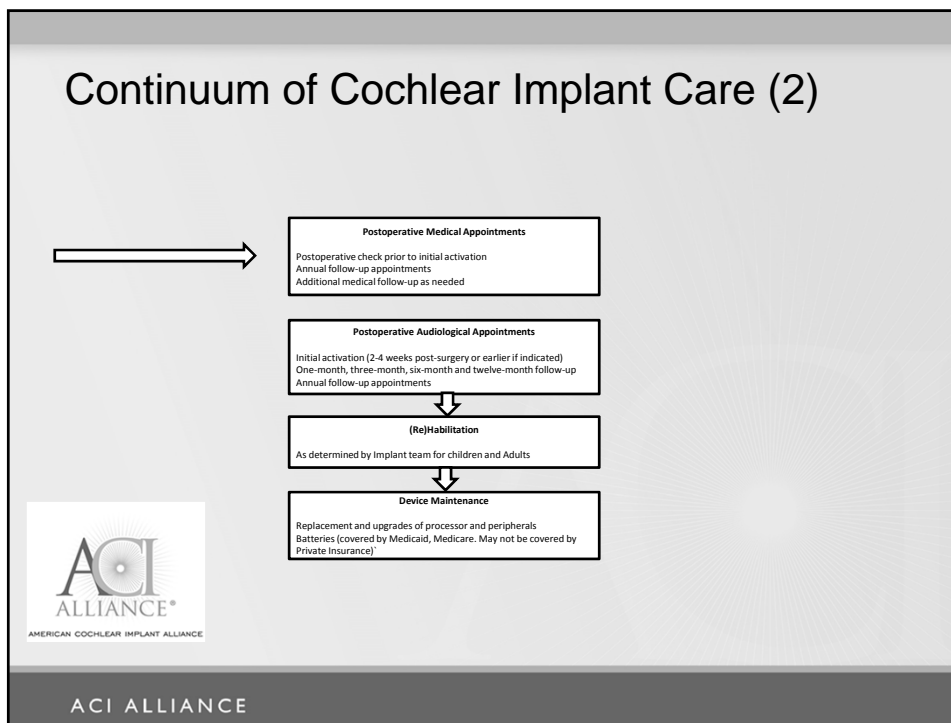 Continuum of Cochlear Implant Care (2)
Postoperative Medical Appointments
Postoperative check prior to initial activation
Annual follow-up appointments
Additional medical follow-up as needed
Postoperative Audiological Appointments
Initial activation (2-4 weeks post-surgery or earlier if indicated)
One-month, three-month, six-month and twelve-month follow-up
Annual follow-up appointments
(Re)Habilitation
As determined by Implant team for children and Adults
Device Maintenance
Replacement and upgrades of processor and peripherals
Batteries (covered by Medicaid, Medicare. May not be covered by
Private Insurance)`
ACI
ALLIANCE®
AMERICAN COCHLEAR IMPLANT ALLIANCE
ACI ALLIANCE